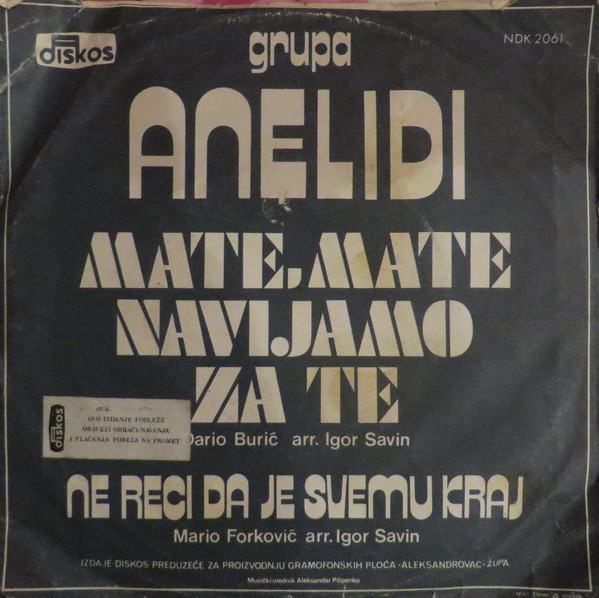 diskos
grupa
NDK 2061
ANELIDI
MATE, MATE
NAVIJAMO
ZA TE
Dario Burič arr. Igor Savin
diskos
OVO IZDANJE PODLEŽE
OBAVEZI OBRAČUNAVANJA
I PLAĆANJA POREZA NA PROMET
NE RECI DA JE SVEMU KRAJ
Mario Forkovič arr. Igor Savin
IZDAJE DISKOS PREDUZEĆE ZA PROIZVODNJU GRAMOFONSKIH PLOČA - ALEKSANDROVAC - ŽUPA
Muzički urednik Aleksandar Pilipenko